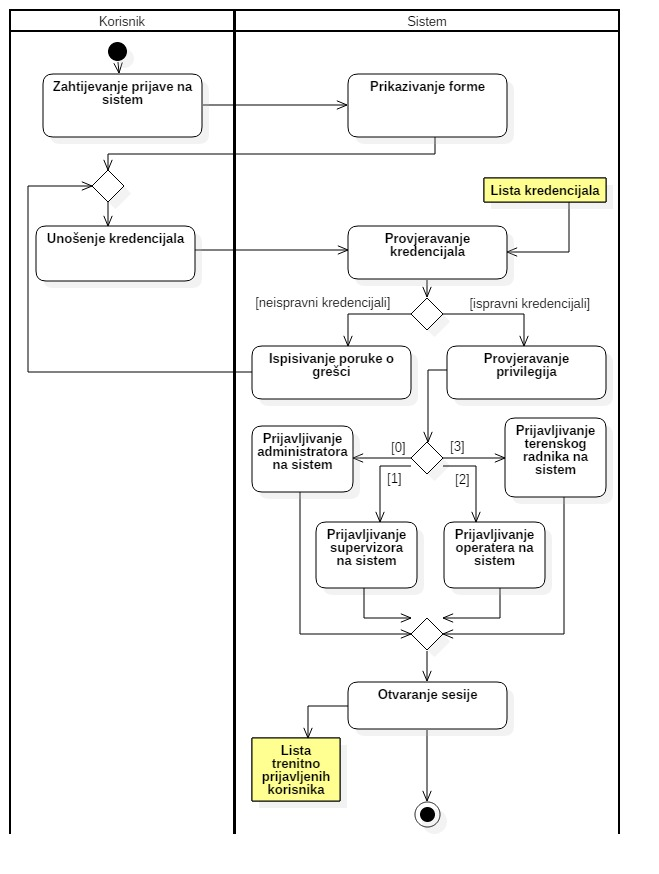 Korisnik
Sistem
Zahtijevanje prijave na
sistem
Prikazivanje forme
Lista kredencijala
Unošenje kredencijala
Provjeravanje
kredencijala
[neispravni kredencijali]
[ispravni kredencijali]
Ispisivanje poruke o
grešci
Provjeravanje
privilegija
Prijavljivanje
administratora
na sistem
[0]
[3]
Prijavljivanje
terenskog
radnika na
sistem
[1]
[2]
Prijavljivanje
supervizora
na sistem
Prijavljivanje
operatera na
sistem
Otvaranje sesije
Lista
trenitno
prijavljenih
korisnika